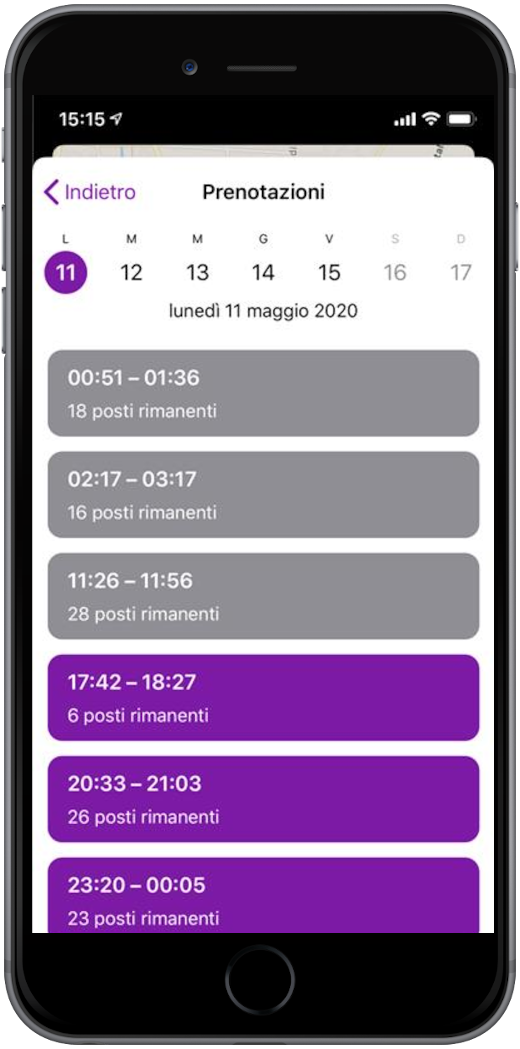 15:15
Indietro
Prenotazioni
L M M G V S D
11 12 13 14 15 16 17
lunedì 11 maggio 2020
00:51 – 01:36
18 posti rimanenti
02:17 – 03:17
16 posti rimanenti
11:26 – 11:56
28 posti rimanenti
17:42 – 18:27
6 posti rimanenti
20:33 – 21:03
26 posti rimanenti
23:20 – 00:05
23 posti rimanenti